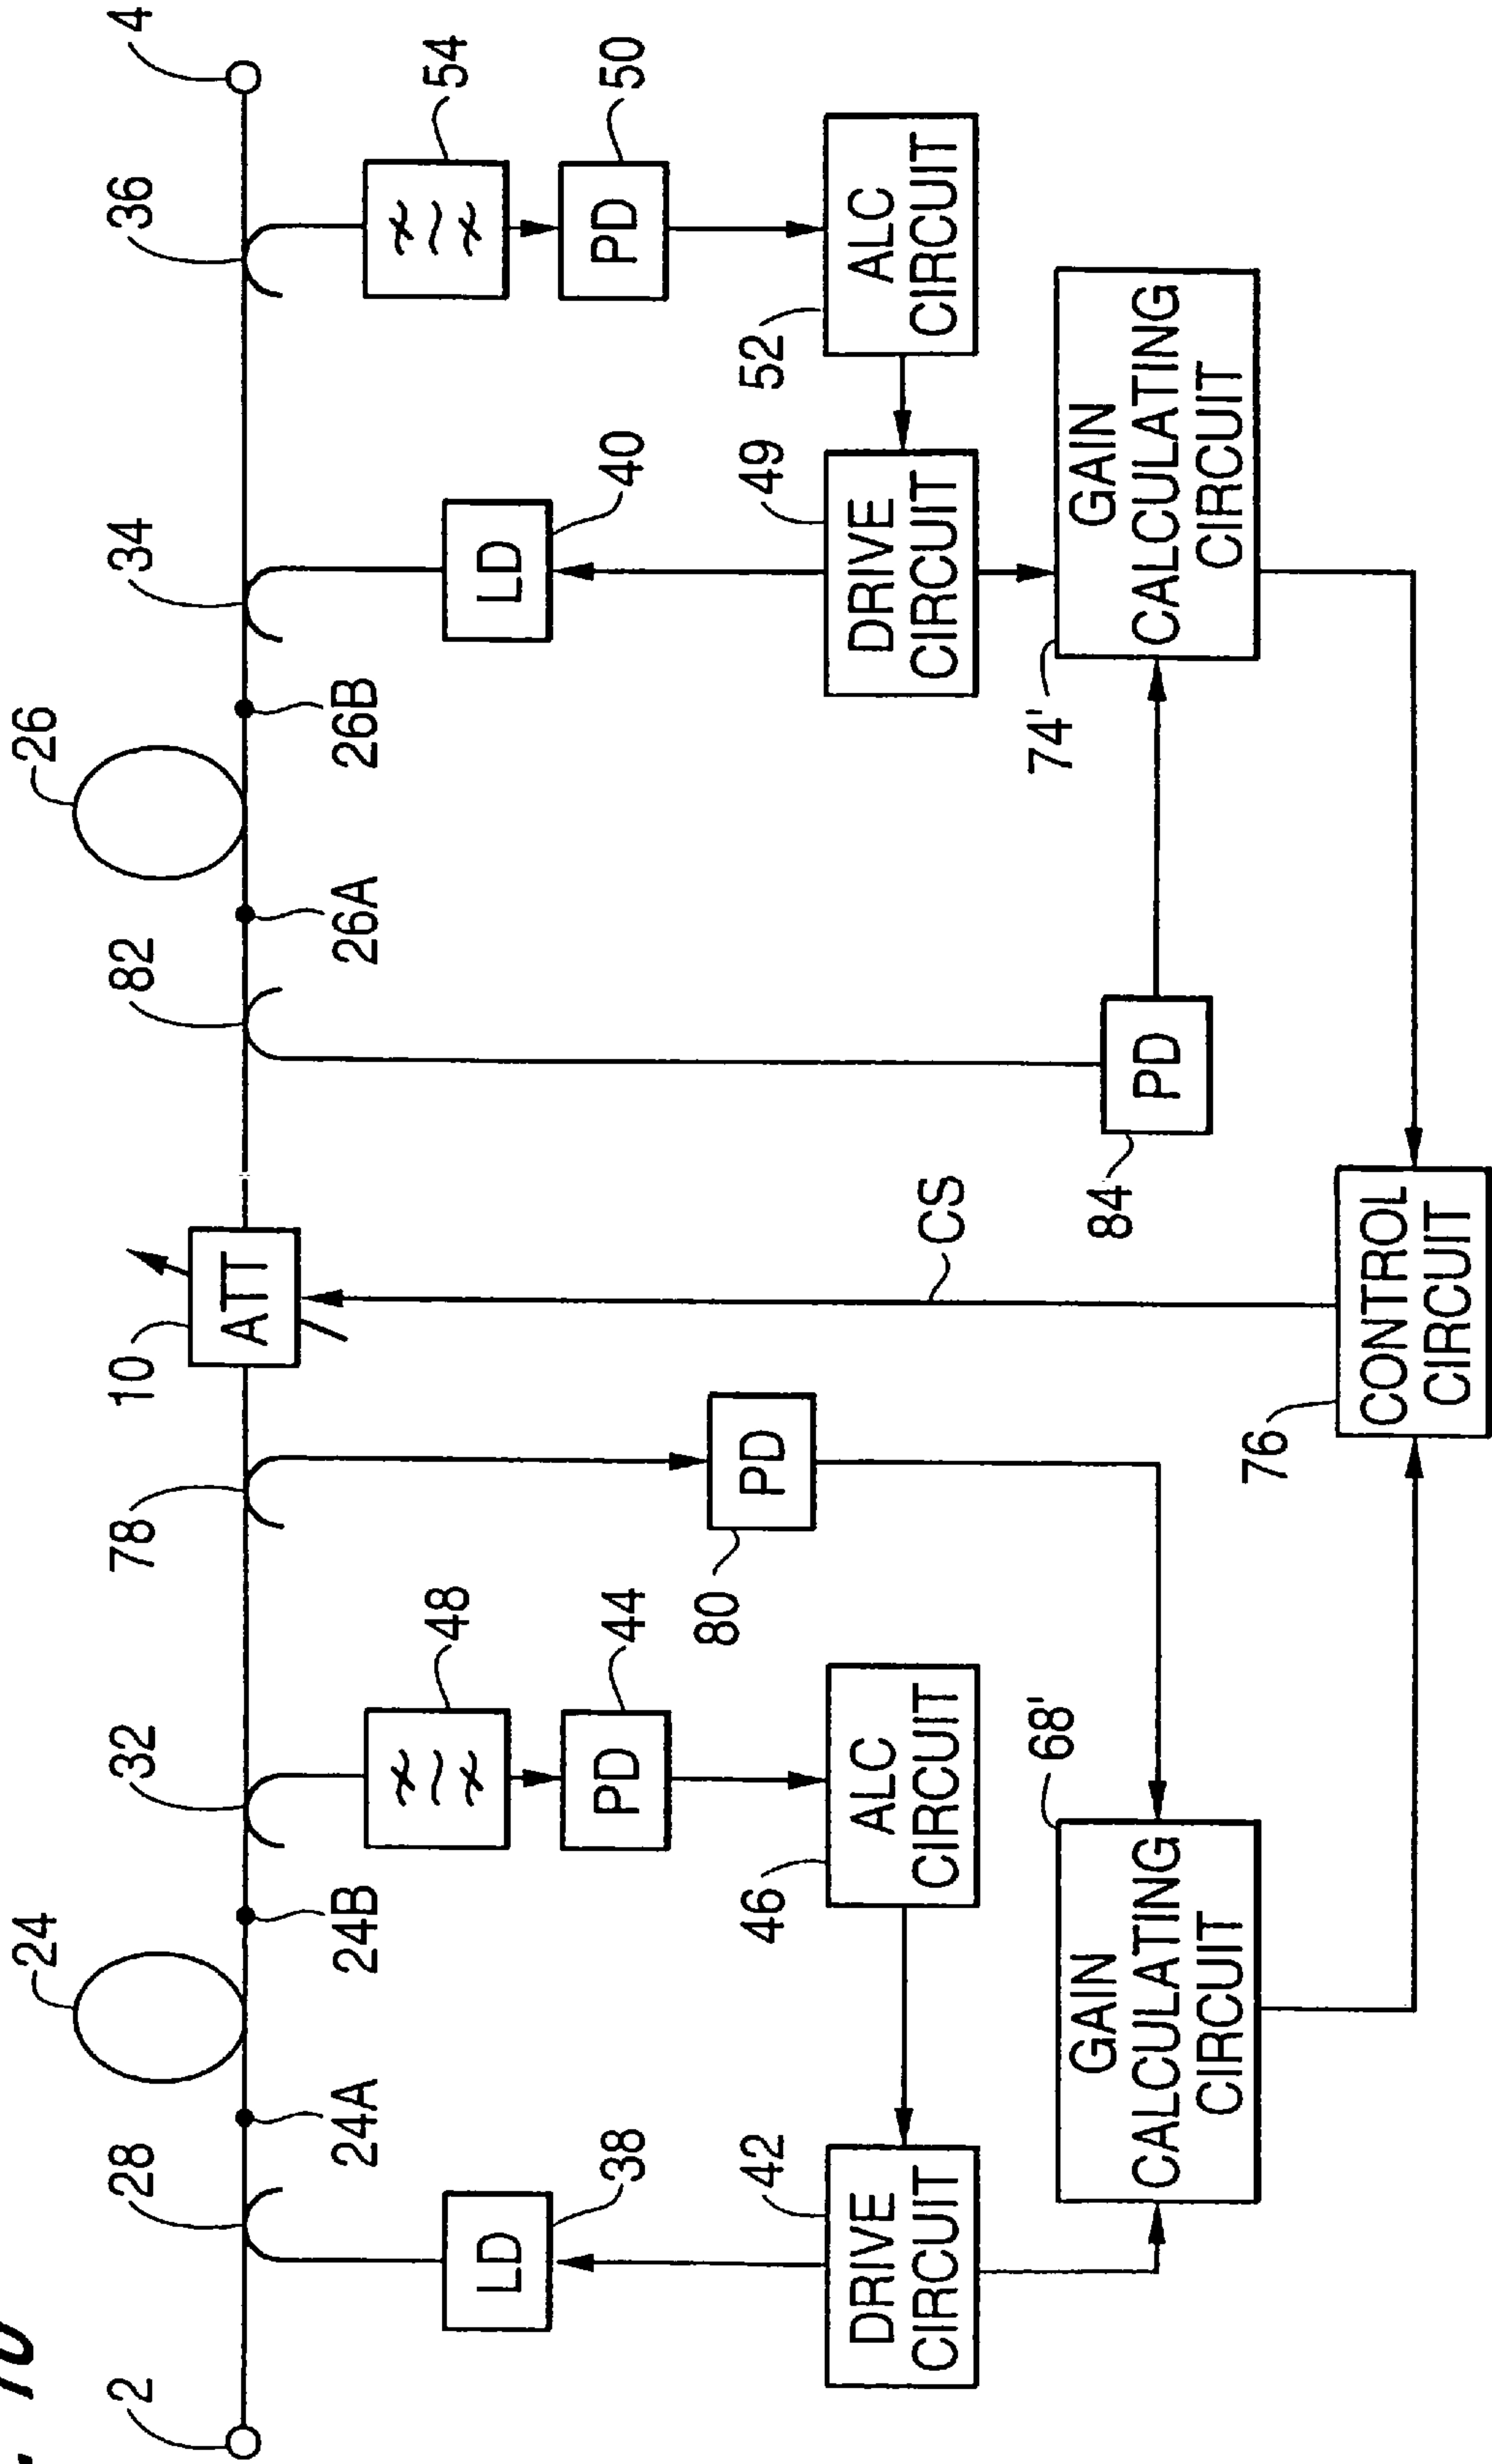 10
2
28
24A
24
24B
32
78
10
82
26A
26
26B
34
36
4
LD
38
48
PD
44
PD
80
ATT
CS
LD
40
54
PD
50
DRIVE
CIRCUIT
42
ALC
CIRCUIT
46
DRIVE
CIRCUIT
49
ALC
CIRCUIT
52
GAIN
CALCULATING
CIRCUIT
68'
PD
84
GAIN
CALCULATING
CIRCUIT
74'
CONTROL
CIRCUIT
76